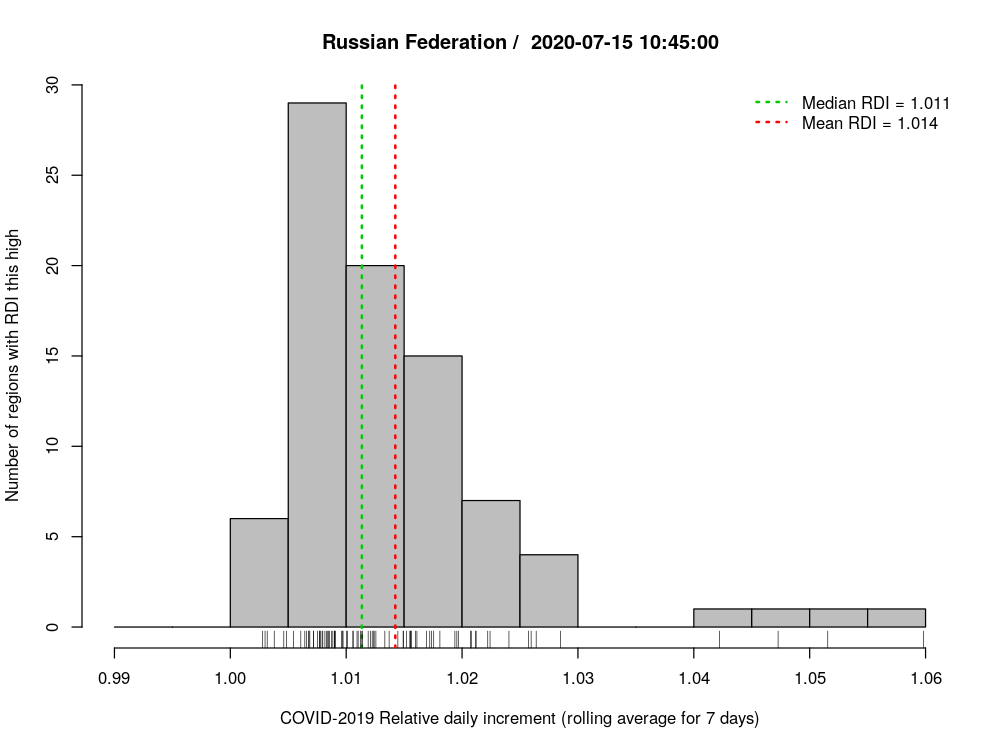 Russian Federation /  2020-07-15 10:45:00
Median RDI = 1.011
Mean RDI = 1.014
Number of regions with RDI this high
30
25
20
15
10
5
0
0.99 1.00 1.01 1.02 1.03 1.04 1.05 1.06
COVID-2019 Relative daily increment (rolling average for 7 days)